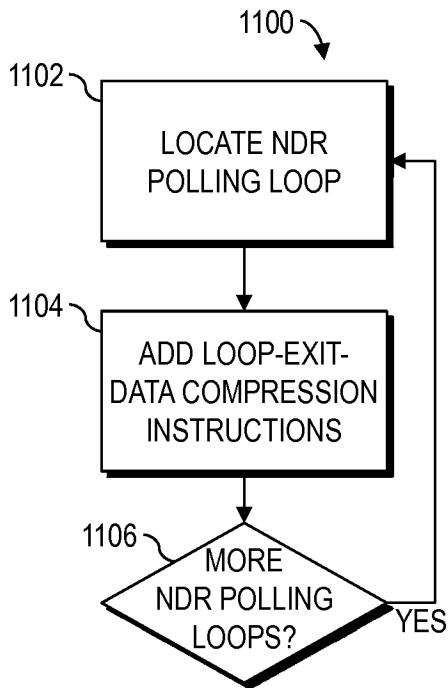 1100
1102
LOCATE NDR
POLLING LOOP
1104
ADD LOOP-EXIT-
DATA COMPRESSION
INSTRUCTIONS
1106
MORE
NDR POLLING
LOOPS?
YES